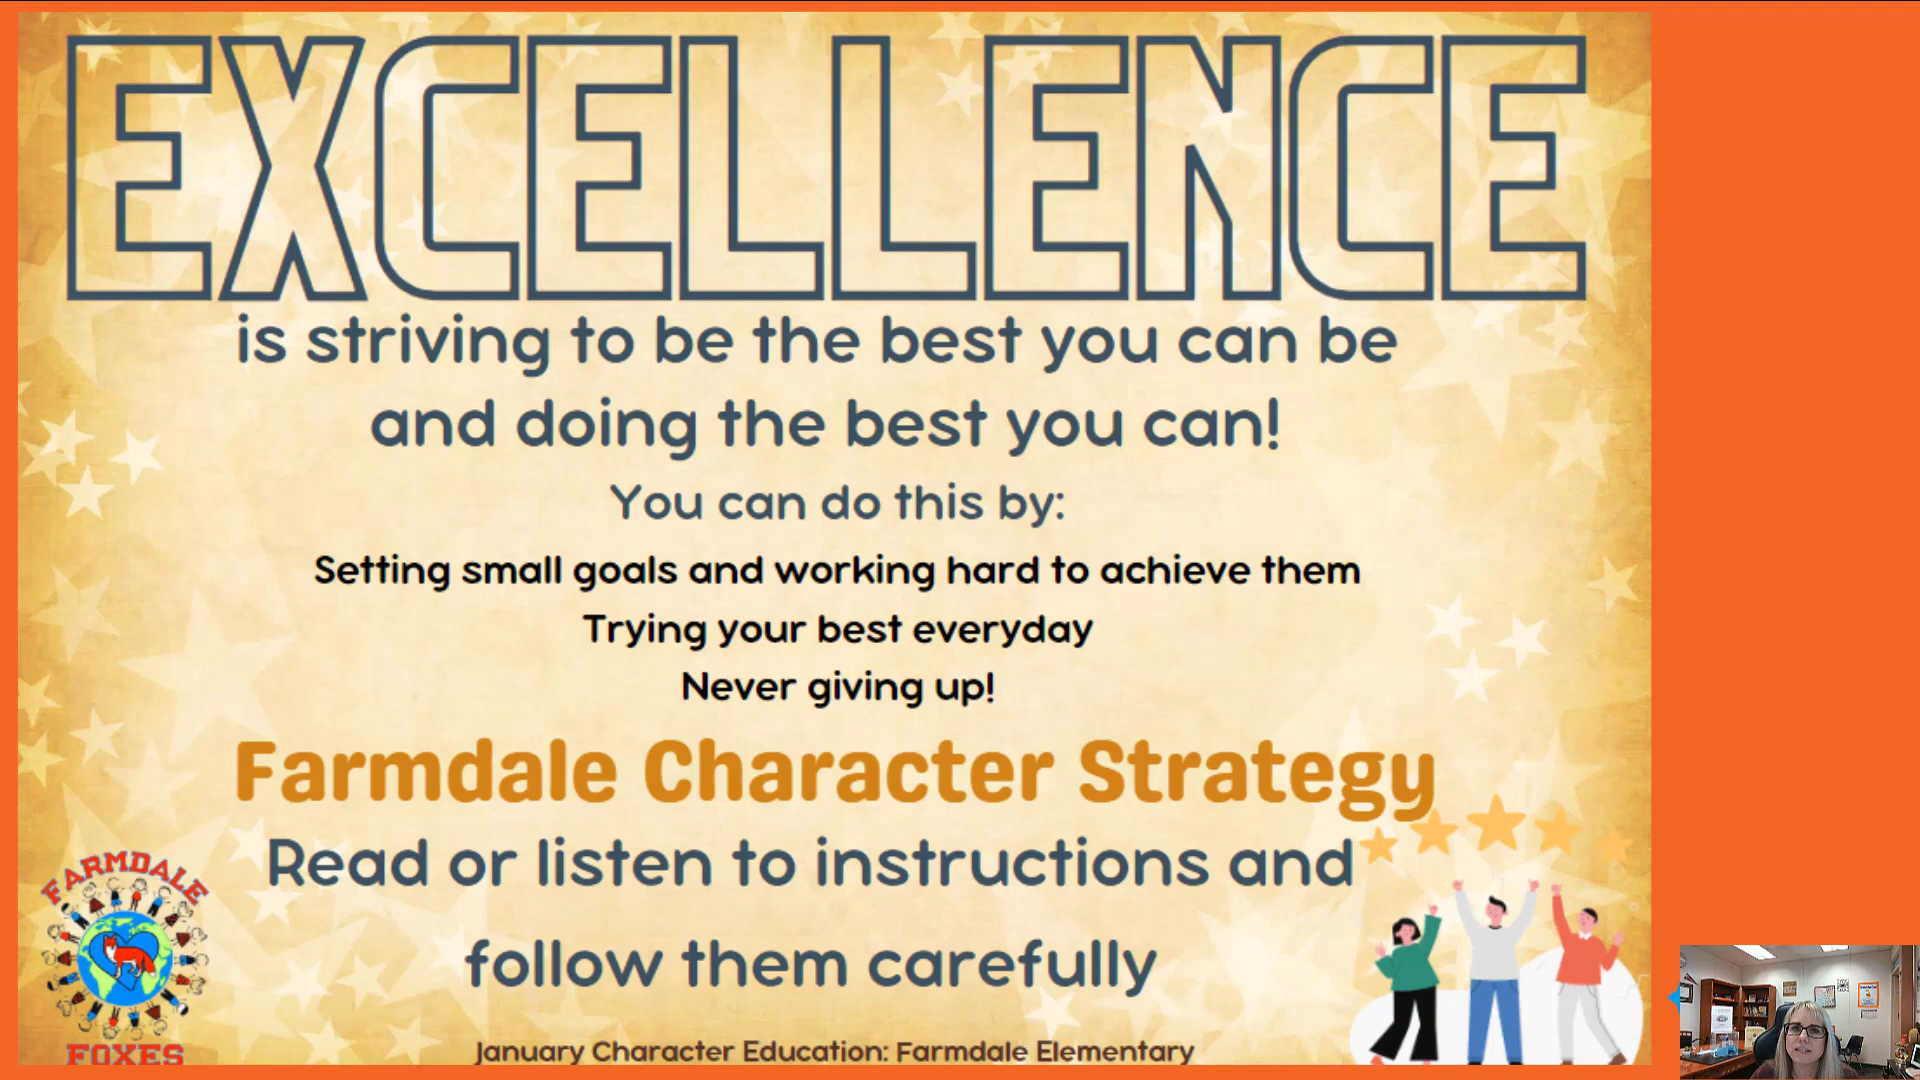 EXCELLENCE
is striving to be the best you can be
and doing the best you can!
You can do this by:
Setting small goals and working hard to achieve them
Trying your best everyday
Never giving up!
Farmdale Character Strategy
Read or listen to instructions and
follow them carefully
FARMDALE
FOXES
January Character Education: Farmdale Elementary